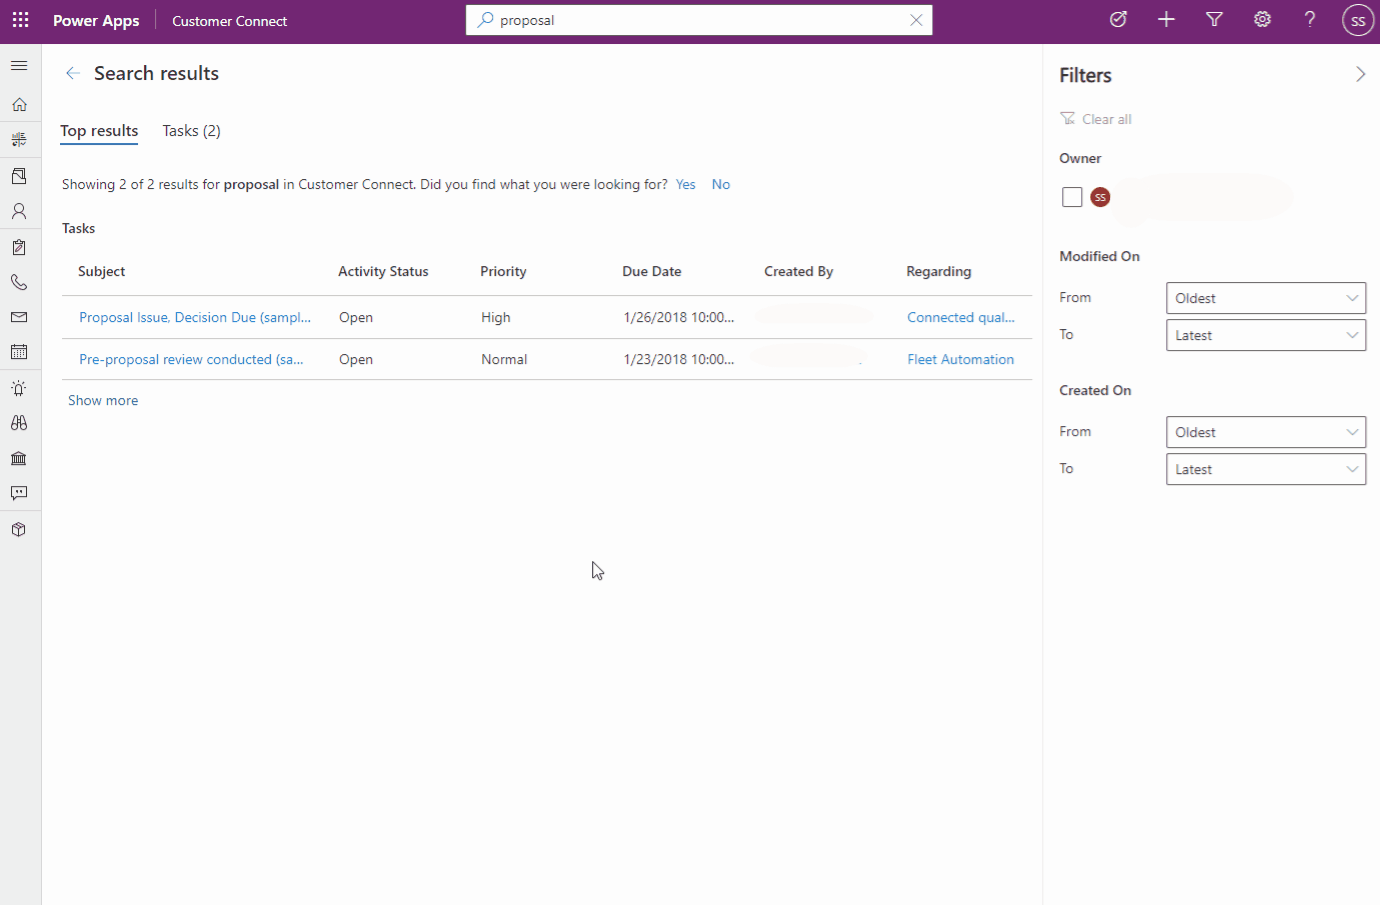 Power Apps Customer Connect proposal ? SS
Search results
Top results Tasks (2)
Showing 2 of 2 results for proposal in Customer Connect. Did you find what you were looking for? Yes No
Tasks
Subject Activity Status Priority Due Date Created By Regarding
Proposal Issue, Decision Due (sampl... Open High 1/26/2018 10:00... Connected qual...
Pre-proposal review conducted (sa... Open Normal 1/23/2018 10:00... Fleet Automation
Show more
Filters
Clear all
Owner
SS
Modified On
From Oldest
To Latest
Created On
From Oldest
To Latest